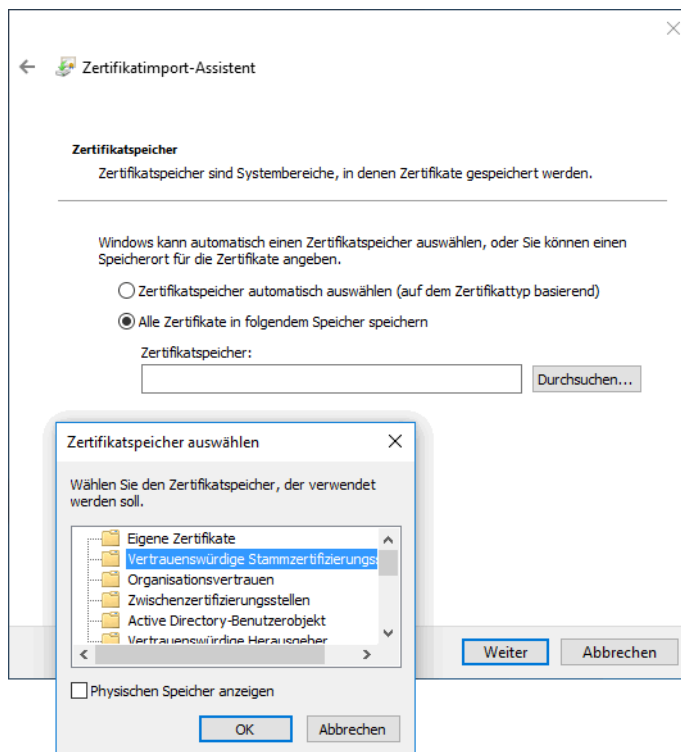 Zertifikatimport-Assistent
Zertifikatspeicher
Zertifikatspeicher sind Systembereiche, in denen Zertifikate gespeichert werden.
Windows kann automatisch einen Zertifikatspeicher auswählen, oder Sie können einen
Speicherort für die Zertifikate angeben.
Zertifikatspeicher automatisch auswählen (auf dem Zertifikattyp basierend)
Alle Zertifikate in folgendem Speicher speichern
Zertifikatspeicher:
Durchsuchen...
Zertifikatspeicher auswählen
Wählen Sie den Zertifikatspeicher, der verwendet
werden soll.
Eigene Zertifikate
Vertrauenswürdige Stammzertifizierungss
Organisationsvertrauen
Zwischenzertifizierungsstellen
Active Directory-Benutzerobjekt
Vertrauenswürdige Herausgeber
Physischen Speicher anzeigen
OK Abbrechen
Weiter Abbrechen